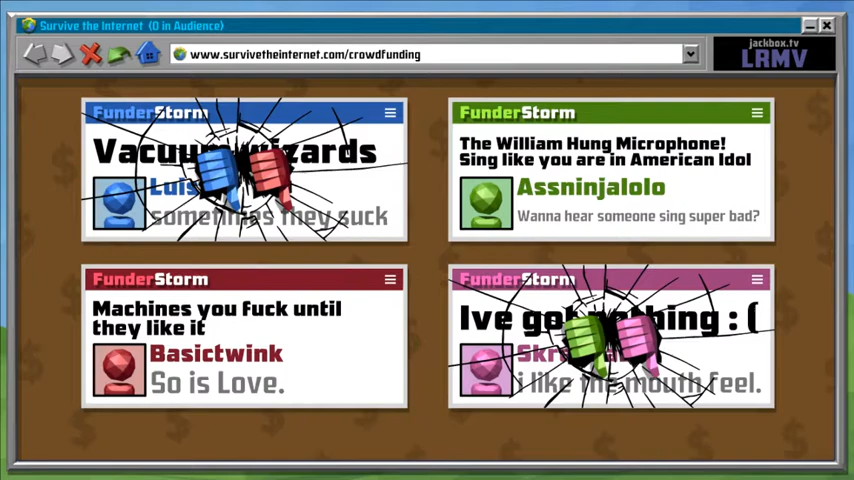 Survive the Internet (0 in Audience)
www.survivetheinternet.com/crowdfunding
jackbox.tv
LRMV
FunderStorm
Vacuum wizards
Luis
sometimes they suck
FunderStorm
The William Hung Microphone!
Sing like you are in American Idol
Assninjalolo
Wanna hear someone sing super bad?
FunderStorm
Machines you fuck until
they like it
Basictwink
So is Love.
FunderStorm
Ive got nothing : (
i like the mouth feel.